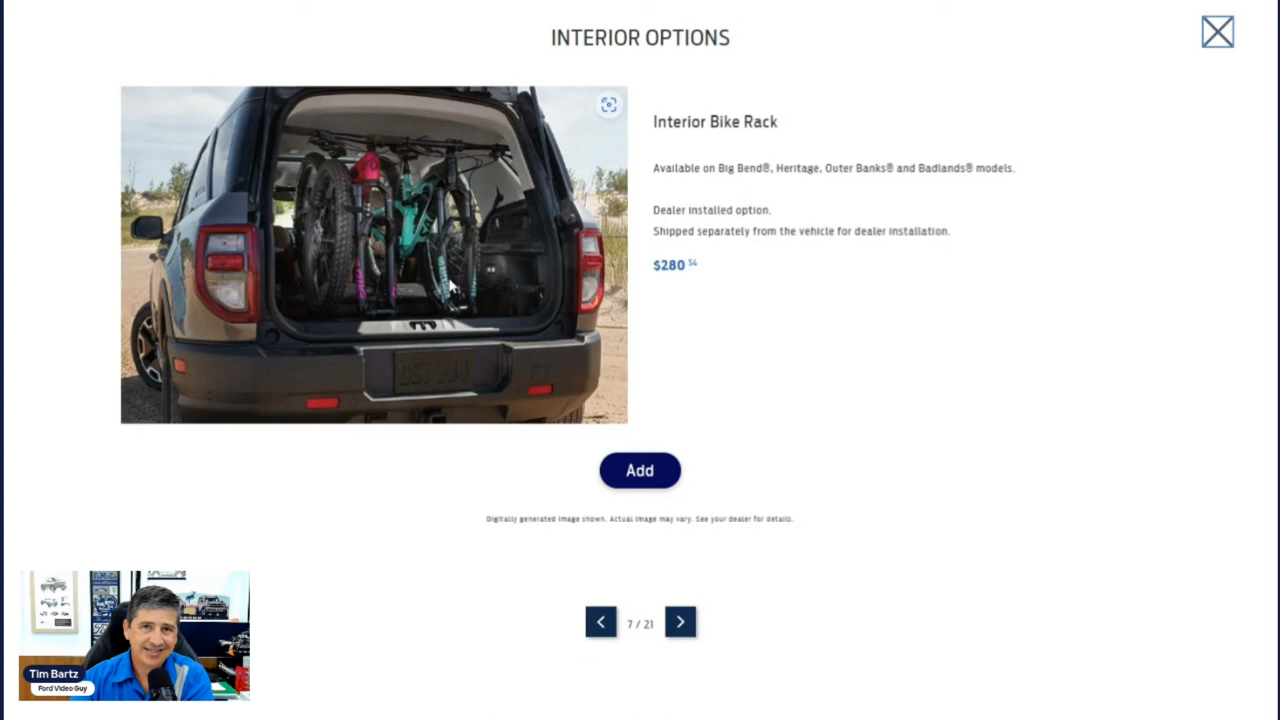 INTERIOR OPTIONS
Interior Bike Rack
Available on Big Bend®, Heritage, Outer Banks® and Badlands® models.
Dealer installed option.
Shipped separately from the vehicle for dealer installation.
$280 54
Add
Digitally generated image shown. Actual image may vary. See your dealer for details.
7 / 21
Tim Bartz
Ford Video Guy